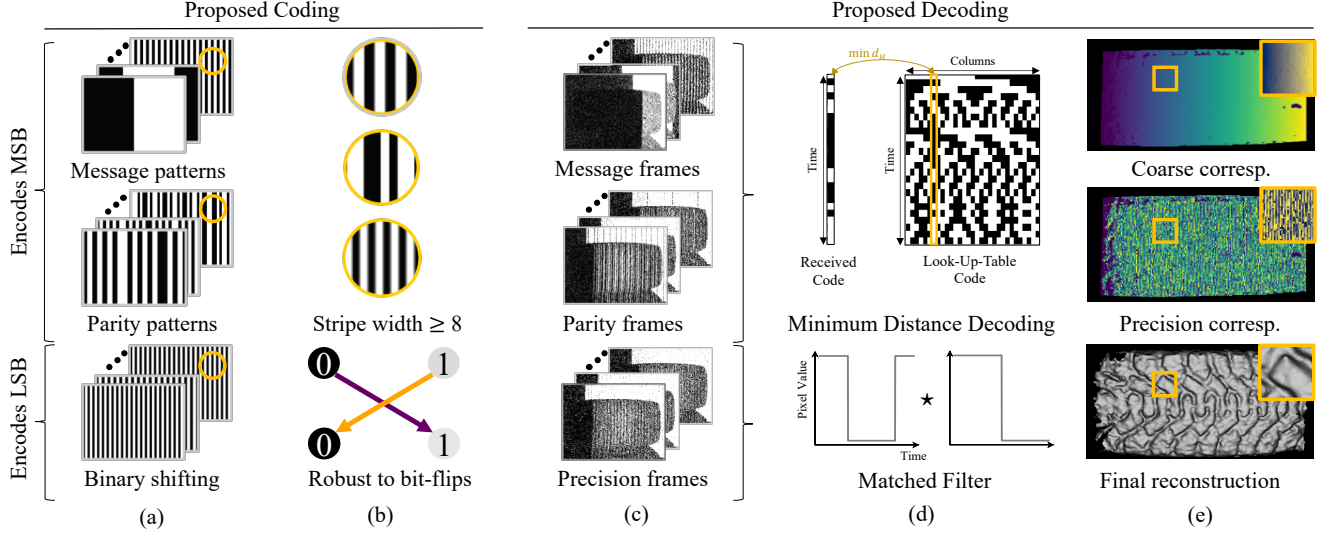 Proposed Coding
Proposed Decoding
Encodes MSB
Message patterns
Parity patterns
Encodes LSB
Binary shifting
(a)
Stripe width ≥ 8
0 1
0 1
Robust to bit-flips
(b)
Message frames
Parity frames
Precision frames
(c)
min d_H
Columns
Time
Time
Received
Code
Look-Up-Table
Code
Minimum Distance Decoding
Pixel Value
★
Time
Matched Filter
(d)
Coarse corresp.
Precision corresp.
Final reconstruction
(e)